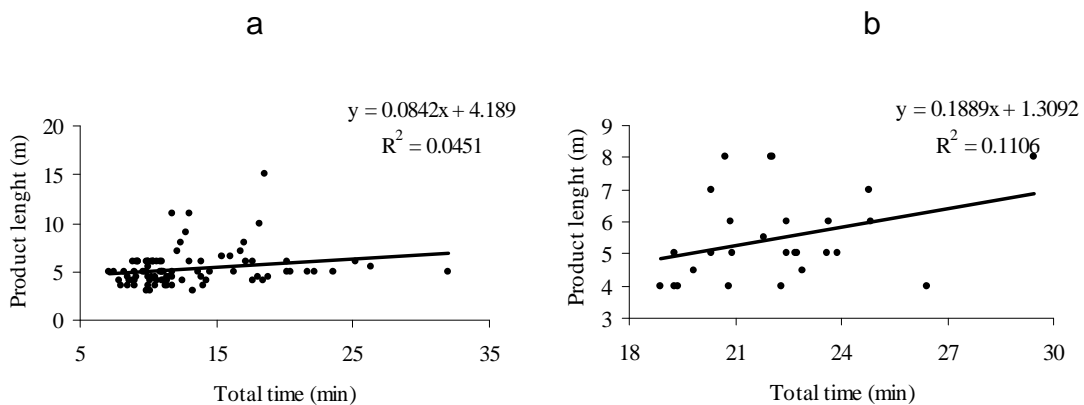 a
y = 0.0842x + 4.189
R² = 0.0451
Product lenght (m)
20
15
10
5
0
5 15 25 35
Total time (min)
b
y = 0.1889x + 1.3092
R² = 0.1106
Product lenght (m)
9
8
7
6
5
4
3
18 21 24 27 30
Total time (min)